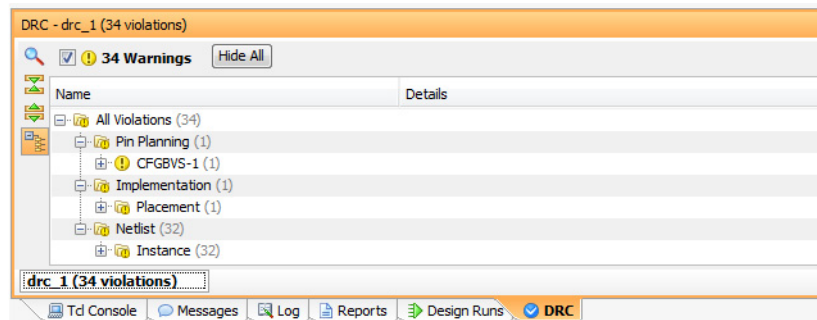 DRC - drc_1 (34 violations)
34 Warnings Hide All
Name Details
All Violations (34)
Pin Planning (1)
CFGBVS-1 (1)
Implementation (1)
Placement (1)
Netlist (32)
Instance (32)
drc_1 (34 violations)
Tcl Console Messages Log Reports Design Runs DRC